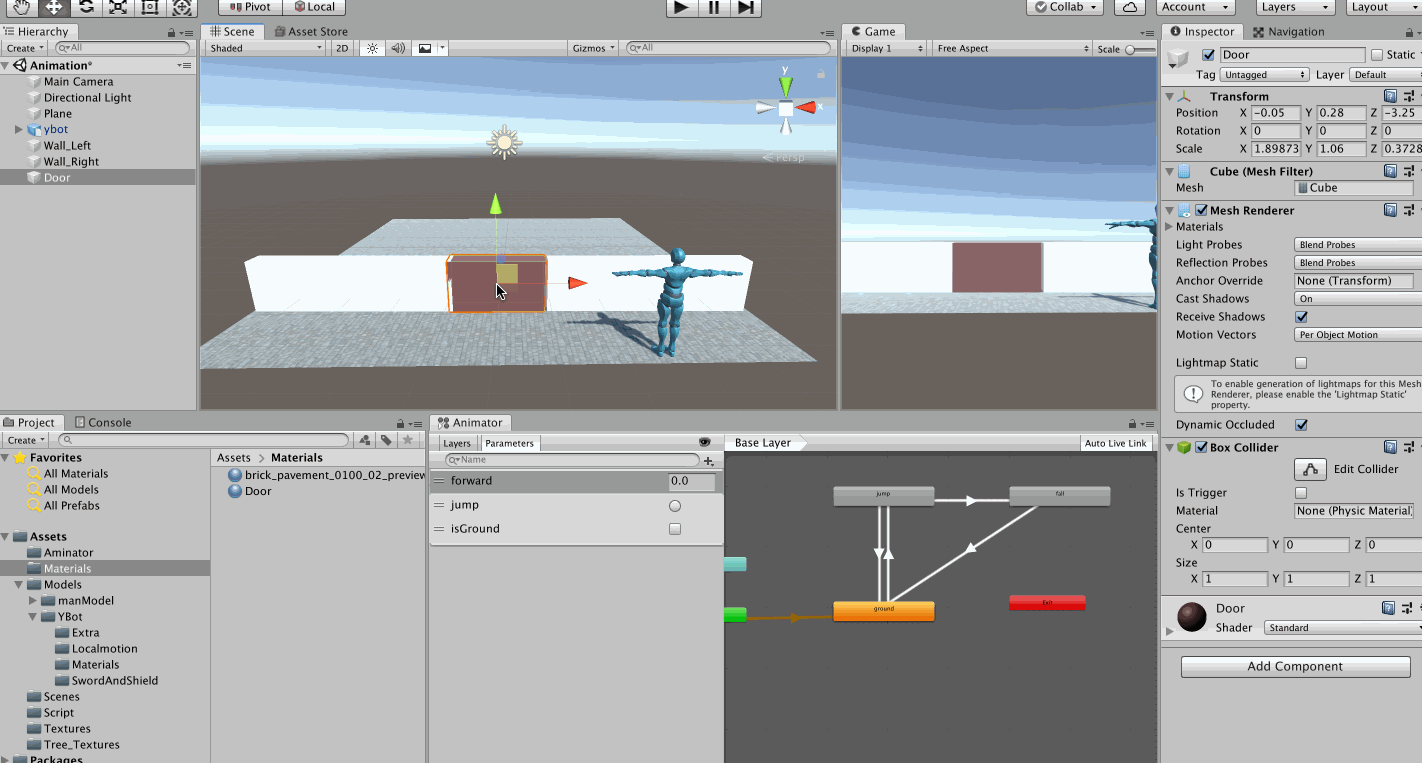 Pivot Local Collab Account Layers Layout
Hierarchy
Create All
Animation*
Main Camera
Directional Light
Plane
ybot
Wall_Left
Wall_Right
Door
Scene Asset Store
Shaded 2D Gizmos All
y
x
Persp
Game
Display 1 Free Aspect Scale
Inspector Navigation
Door Static
Tag Untagged Layer Default
Transform
Position X -0.05 Y 0.28 Z -3.25
Rotation X 0 Y 0 Z 0
Scale X 1.89873 Y 1.06 Z 0.3728
Cube (Mesh Filter)
Mesh Cube
Mesh Renderer
Materials
Light Probes Blend Probes
Reflection Probes Blend Probes
Anchor Override None (Transform)
Cast Shadows On
Receive Shadows
Motion Vectors Per Object Motion
Lightmap Static
To enable generation of lightmaps for this Mesh
Renderer, please enable the 'Lightmap Static'
property.
Dynamic Occluded
Box Collider
Edit Collider
Is Trigger
Material None (Physic Material)
Center
X 0 Y 0 Z 0
Size
X 1 Y 1 Z 1
Door
Shader Standard
Add Component
Project Console
Create
Favorites
All Materials
All Models
All Prefabs
Assets
Aminator
Materials
Models
manModel
YBot
Extra
Localmotion
Materials
SwordAndShield
Scenes
Script
Textures
Tree_Textures
Packages
Assets > Materials
brick_pavement_0100_02_preview
Door
Animator
Layers Parameters
Name
forward 0.0
jump
isGround
Base Layer Auto Live Link
jump
fall
ground
Exit